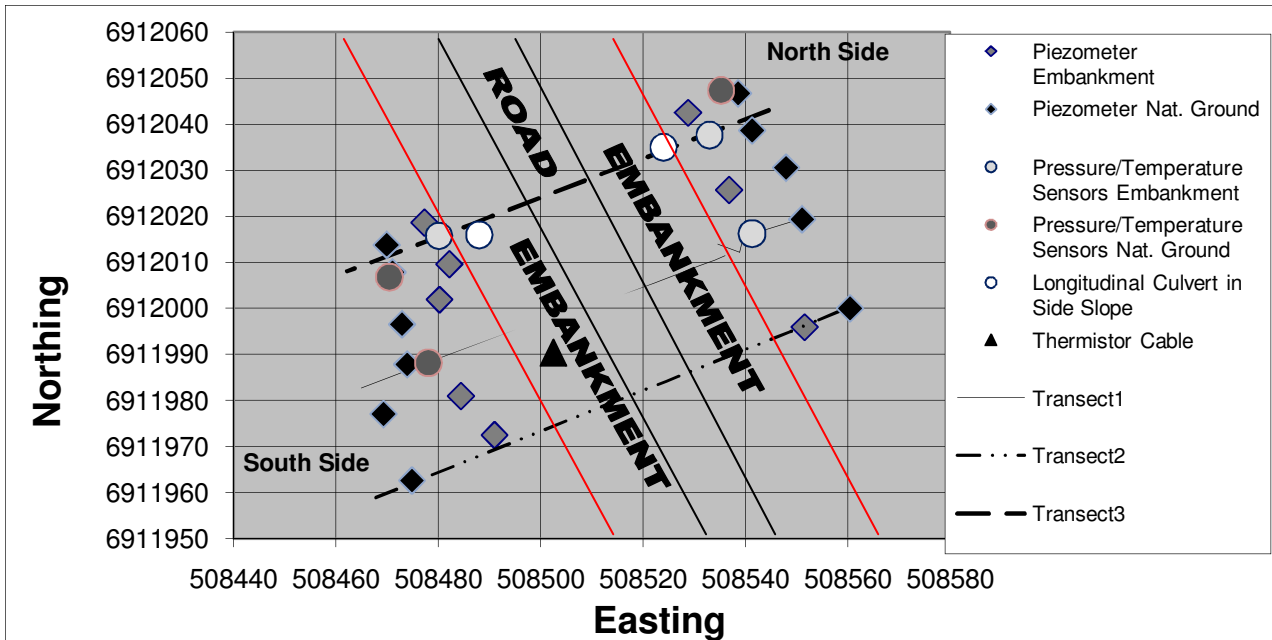 6912060
6912050
6912040
6912030
6912020
6912010
6912000
6911990
6911980
6911970
6911960
6911950
Northing
North Side
ROAD
EMBANKMENT
EMBANKMENT
South Side
508440 508460 508480 508500 508520 508540 508560 508580
Easting
Piezometer
Embankment
Piezometer Nat. Ground
Pressure/Temperature
Sensors Embankment
Pressure/Temperature
Sensors Nat. Ground
Longitudinal Culvert in
Side Slope
Thermistor Cable
Transect1
Transect2
Transect3